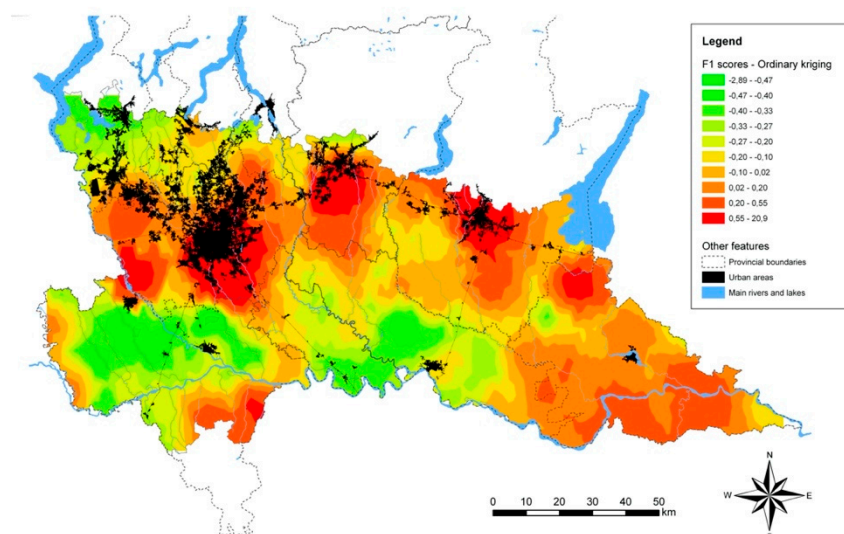 Legend
F1 scores - Ordinary kriging
-2,89 - -0,47
-0,47 - -0,40
-0,40 - -0,33
-0,33 - -0,27
-0,27 - -0,20
-0,20 - -0,10
-0,10 - 0,02
0,02 - 0,20
0,20 - 0,55
0,55 - 20,9
Other features
Provincial boundaries
Urban areas
Main rivers and lakes
N
W E
S
0 10 20 30 40 50
km